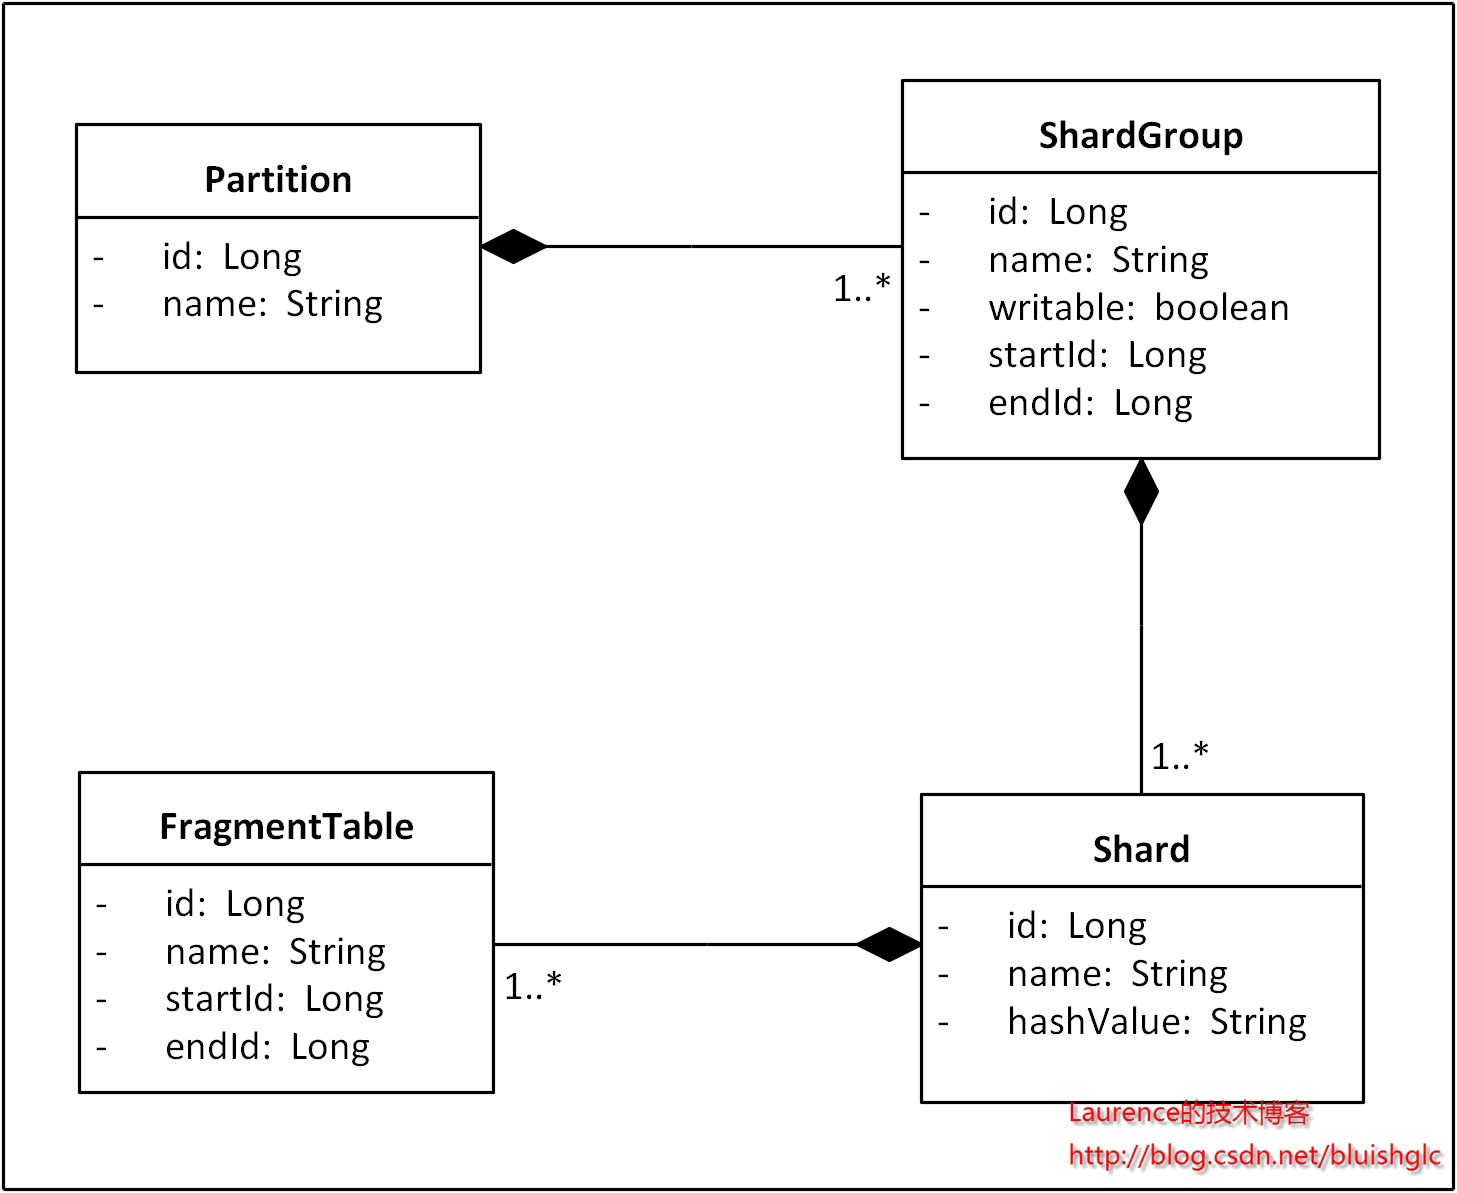 Partition
- id: Long
- name: String
1..*
ShardGroup
- id: Long
- name: String
- writable: boolean
- startId: Long
- endId: Long
1..*
FragmentTable
- id: Long
- name: String
- startId: Long
- endId: Long
1..*
Shard
- id: Long
- name: String
- hashValue: String
Laurence的技术博客
http://blog.csdn.net/bluishglc